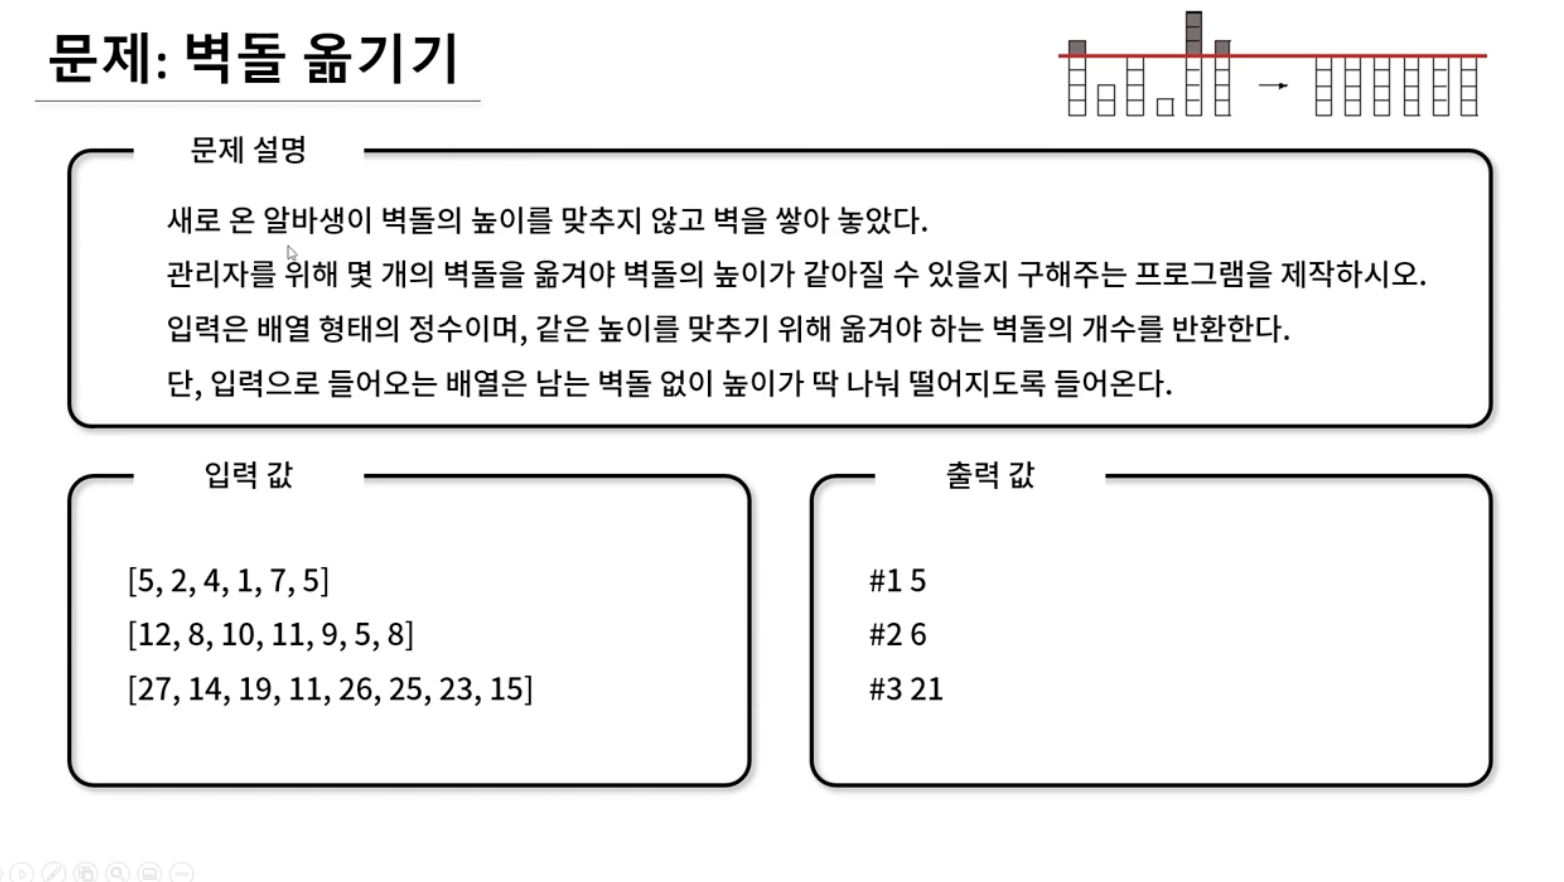 문제: 벽돌 옮기기
문제 설명
새로 온 알바생이 벽돌의 높이를 맞추지 않고 벽을 쌓아 놓았다.
관리자를 위해 몇 개의 벽돌을 옮겨야 벽돌의 높이가 같아질 수 있을지 구해주는 프로그램을 제작하시오.
입력은 배열 형태의 정수이며, 같은 높이를 맞추기 위해 옮겨야 하는 벽돌의 개수를 반환한다.
단, 입력으로 들어오는 배열은 남는 벽돌 없이 높이가 딱 나눠 떨어지도록 들어온다.
입력 값
[5, 2, 4, 1, 7, 5]
[12, 8, 10, 11, 9, 5, 8]
[27, 14, 19, 11, 26, 25, 23, 15]
출력 값
#1 5
#2 6
#3 21